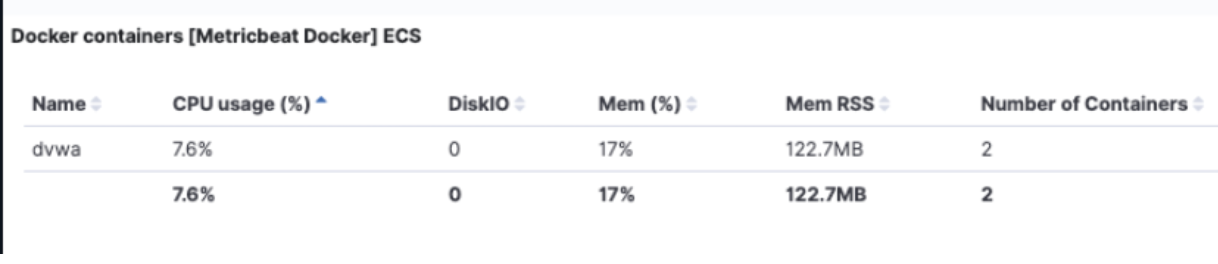 Docker containers [Metricbeat Docker] ECS
Name CPU usage (%) DiskIO Mem (%) Mem RSS Number of Containers
dvwa 7.6% 0 17% 122.7MB 2
7.6% 0 17% 122.7MB 2